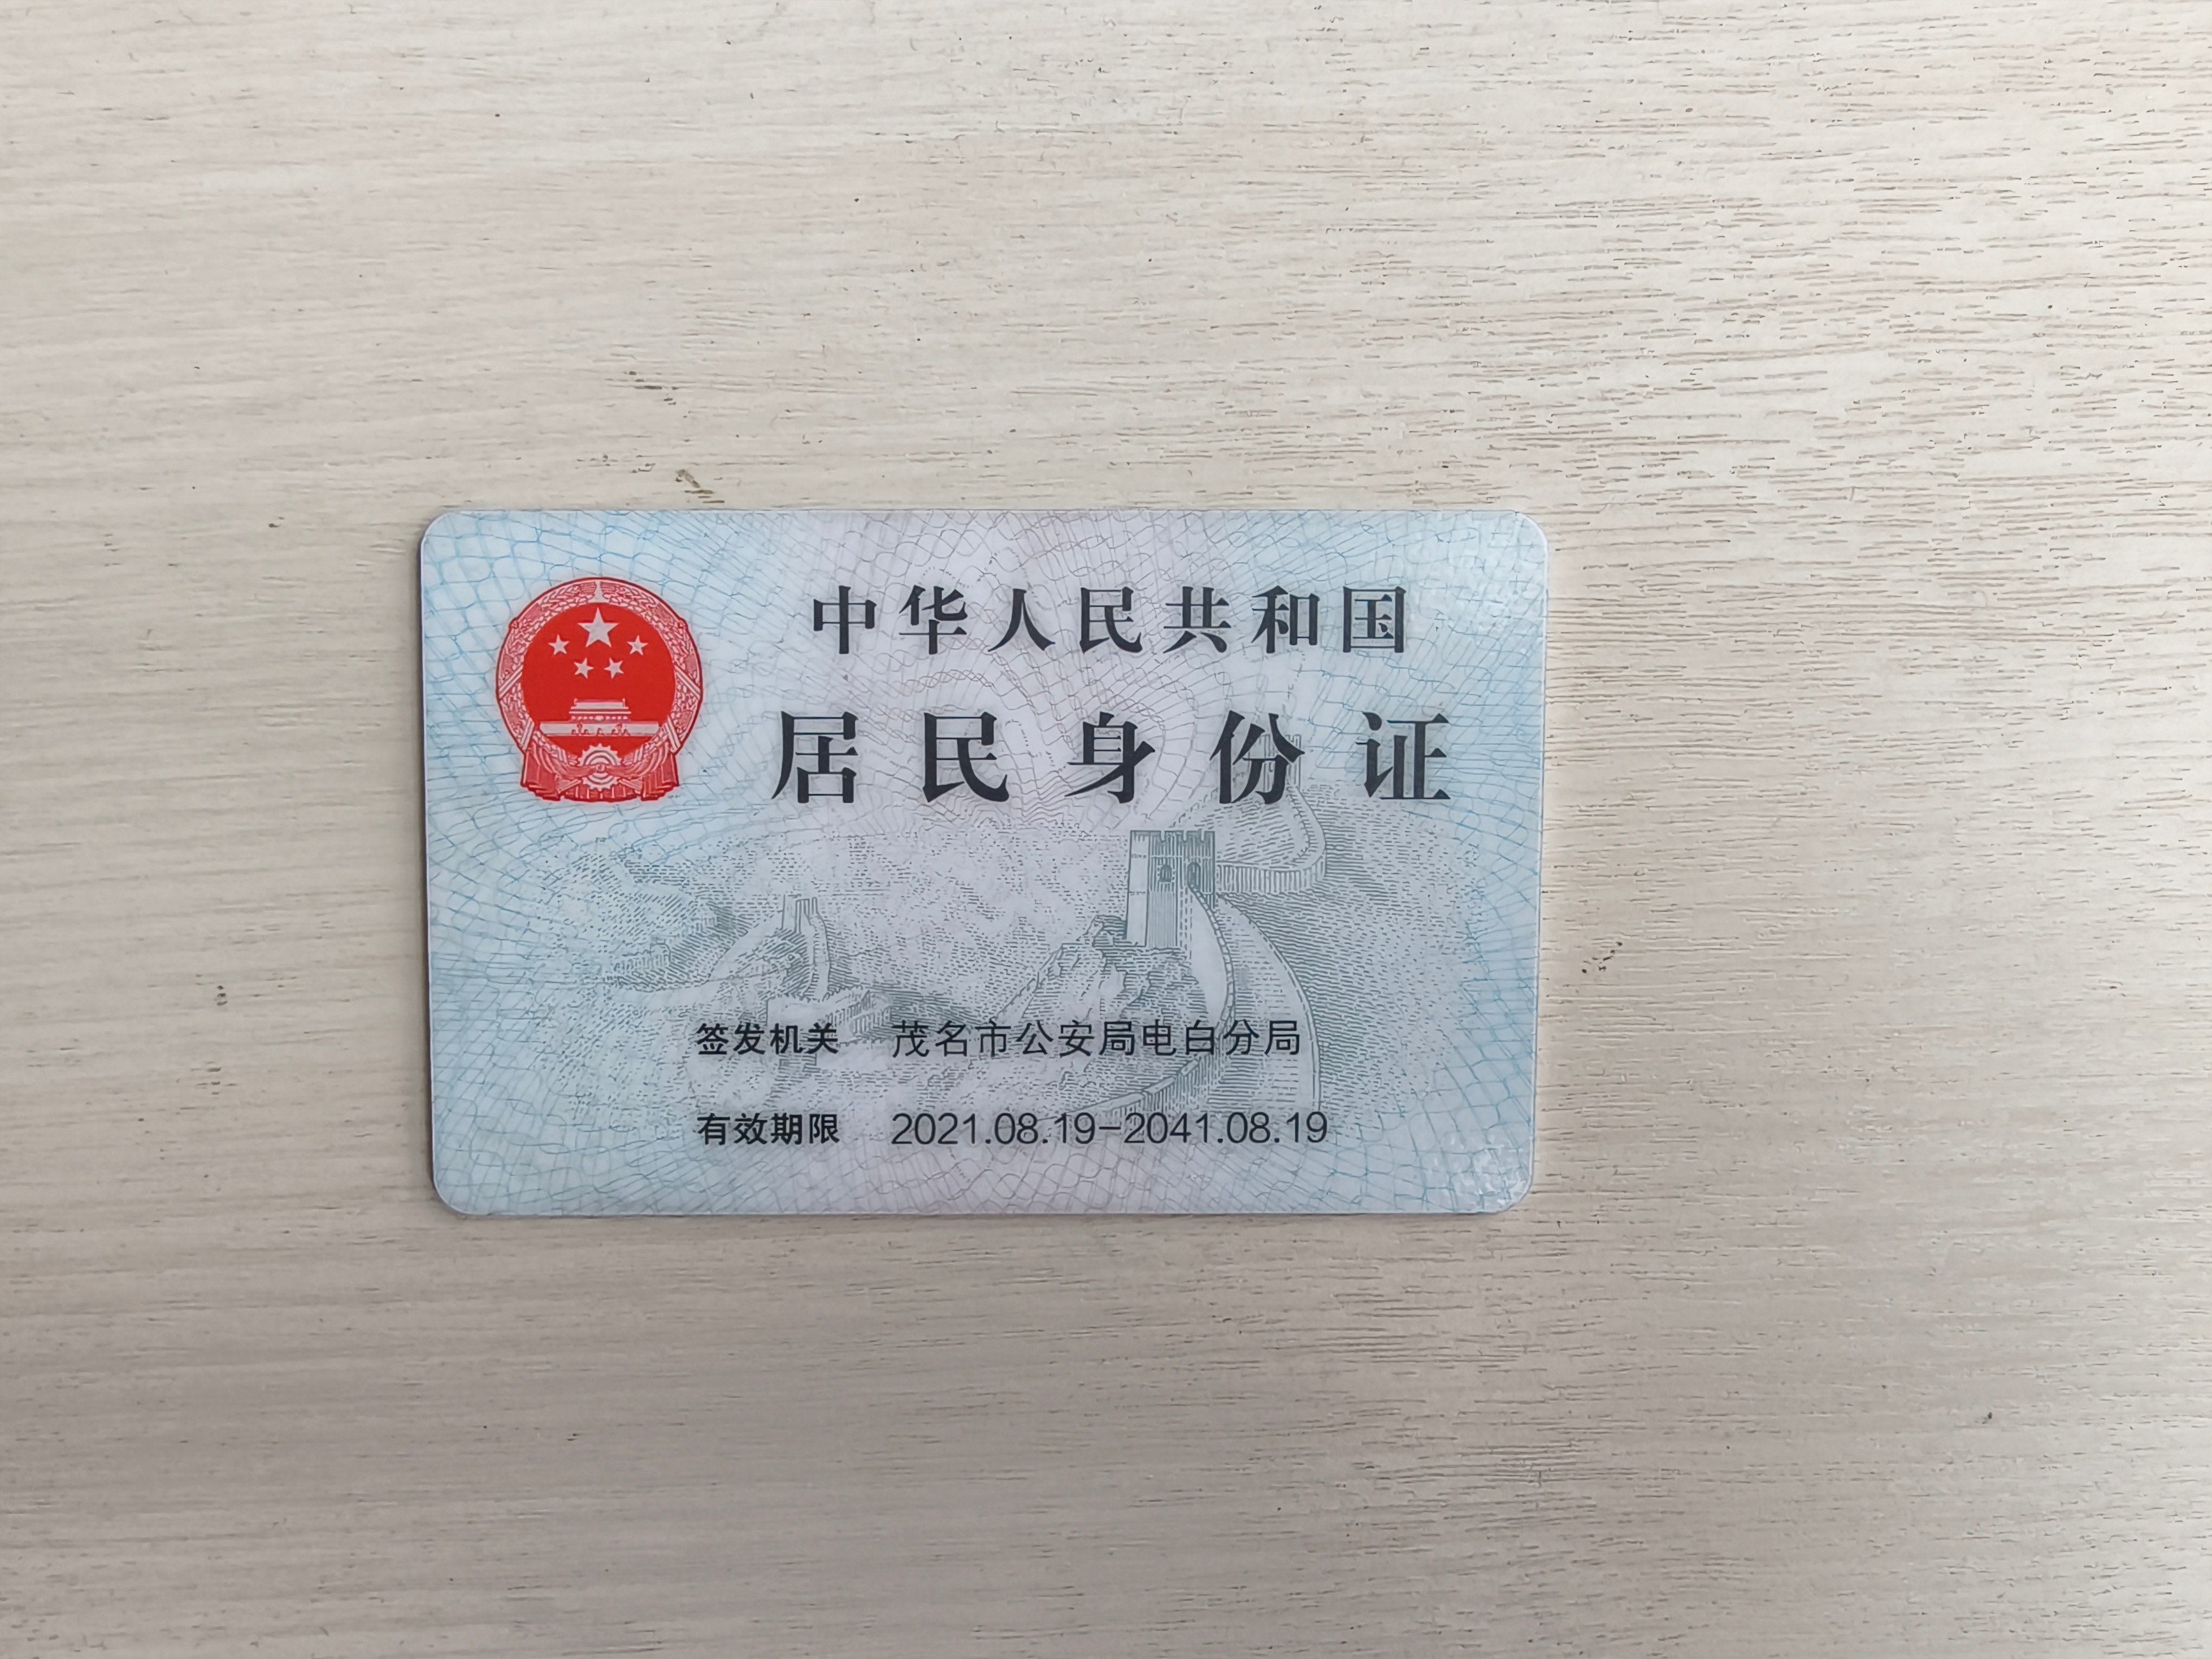 中华人民共和国
居民身份证
签发机关 茂名市公安局电白分局
有效期限 2021.08.19-2041.08.19